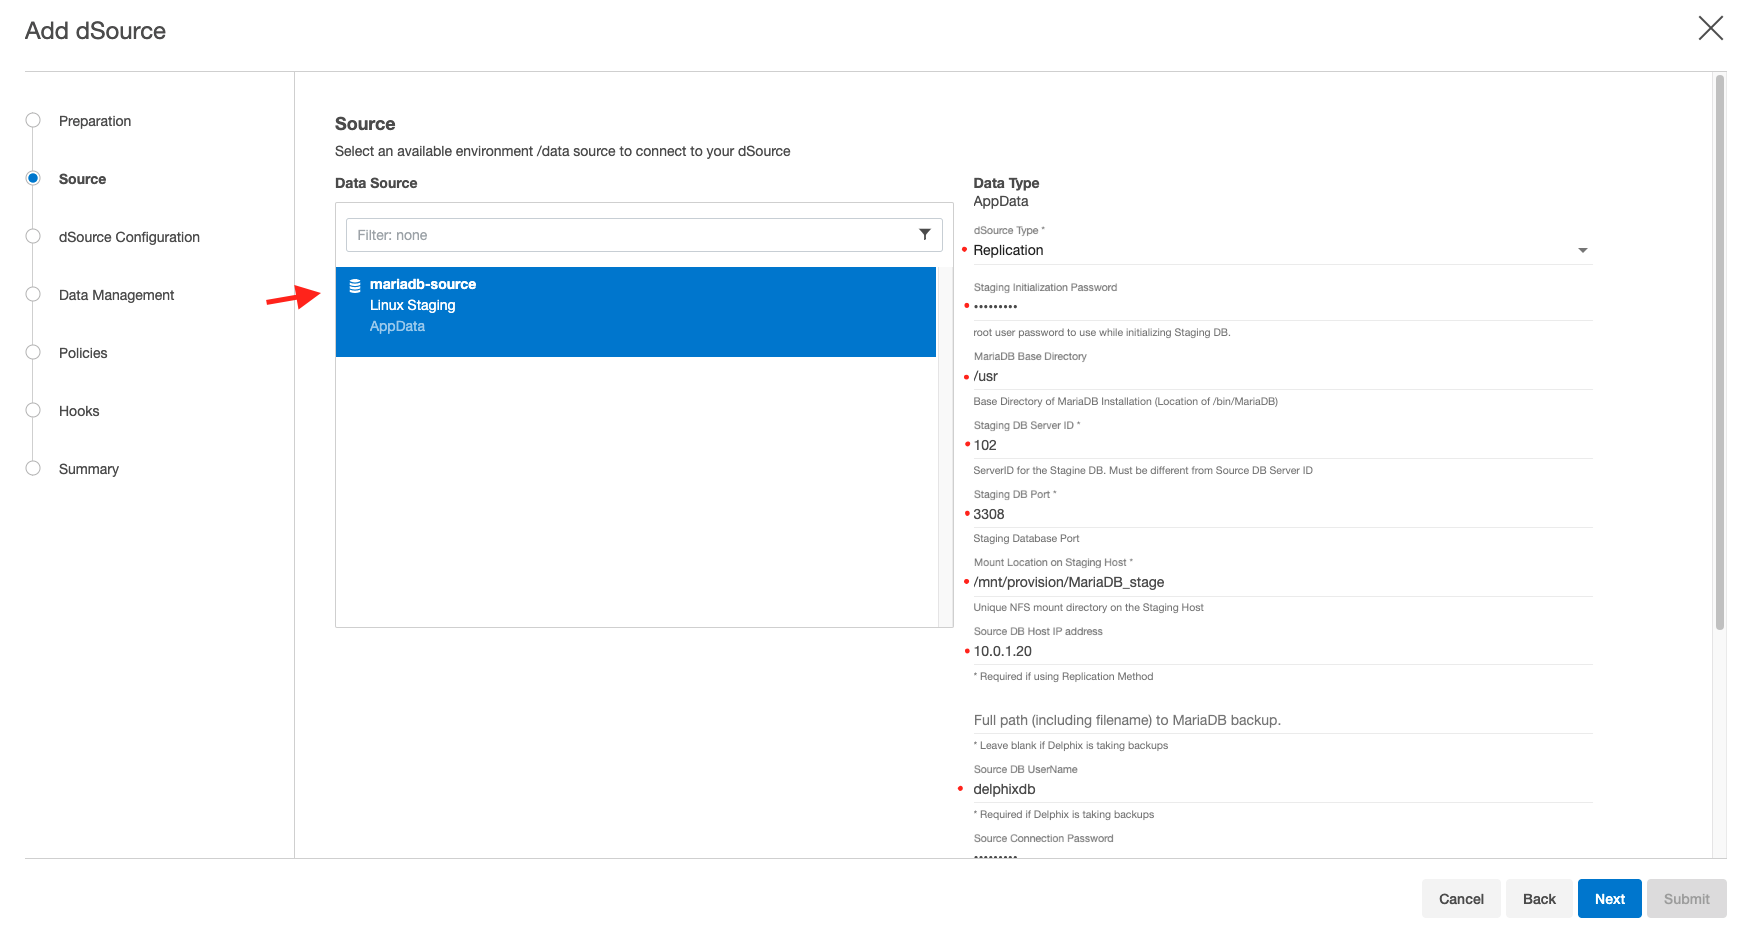 Add dSource
Preparation
Source
dSource Configuration
Data Management
Policies
Hooks
Summary
Source
Select an available environment /data source to connect to your dSource
Data Source
Filter: none
mariadb-source
Linux Staging
AppData
Data Type
AppData
dSource Type *
Replication
Staging Initialization Password
•••••••••
root user password to use while initializing Staging DB.
MariaDB Base Directory
/usr
Base Directory of MariaDB Installation (Location of /bin/MariaDB)
Staging DB Server ID *
102
ServerID for the Stagine DB. Must be different from Source DB Server ID
Staging DB Port *
3308
Staging Database Port
Mount Location on Staging Host *
/mnt/provision/MariaDB_stage
Unique NFS mount directory on the Staging Host
Source DB Host IP address
10.0.1.20
* Required if using Replication Method
Full path (including filename) to MariaDB backup.
* Leave blank if Delphix is taking backups
Source DB UserName
delphixdb
* Required if Delphix is taking backups
Source Connection Password
•••••••••
Cancel
Back
Next
Submit